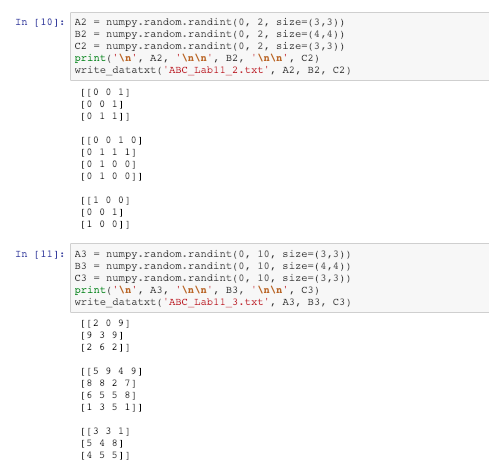 In [10]: A2 = numpy.random.randint(0, 2, size=(3,3))
B2 = numpy.random.randint(0, 2, size=(4,4))
C2 = numpy.random.randint(0, 2, size=(3,3))
print('\n', A2, '\n\n', B2, '\n\n', C2)
write_datatxt('ABC_Lab11_2.txt', A2, B2, C2)
[[0 0 1]
[0 0 1]
[0 1 1]]
[[0 0 1 0]
[0 1 1 1]
[0 1 0 0]
[0 1 0 0]]
[[1 0 0]
[0 0 1]
[1 0 0]]
In [11]: A3 = numpy.random.randint(0, 10, size=(3,3))
B3 = numpy.random.randint(0, 10, size=(4,4))
C3 = numpy.random.randint(0, 10, size=(3,3))
print('\n', A3, '\n\n', B3, '\n\n', C3)
write_datatxt('ABC_Lab11_3.txt', A3, B3, C3)
[[2 0 9]
[9 3 9]
[2 6 2]]
[[5 9 4 9]
[8 8 2 7]
[6 5 5 8]
[1 3 5 1]]
[[3 3 1]
[5 4 8]
[4 5 5]]